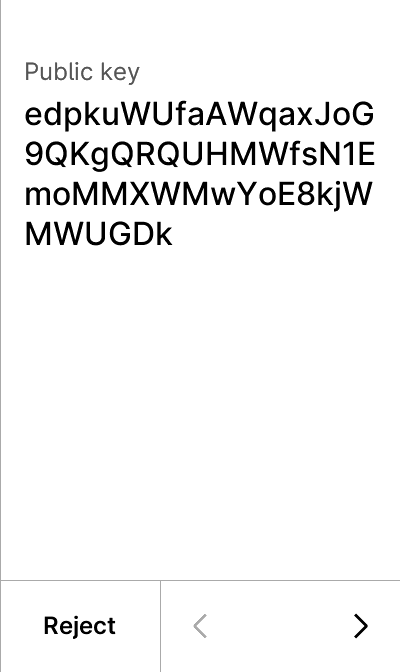 Public key
edpkuWUfaAWqaxJoG
9QKgQRQUHMWfsN1E
moMMXWMwYoE8kjW
MWUGDk
Reject